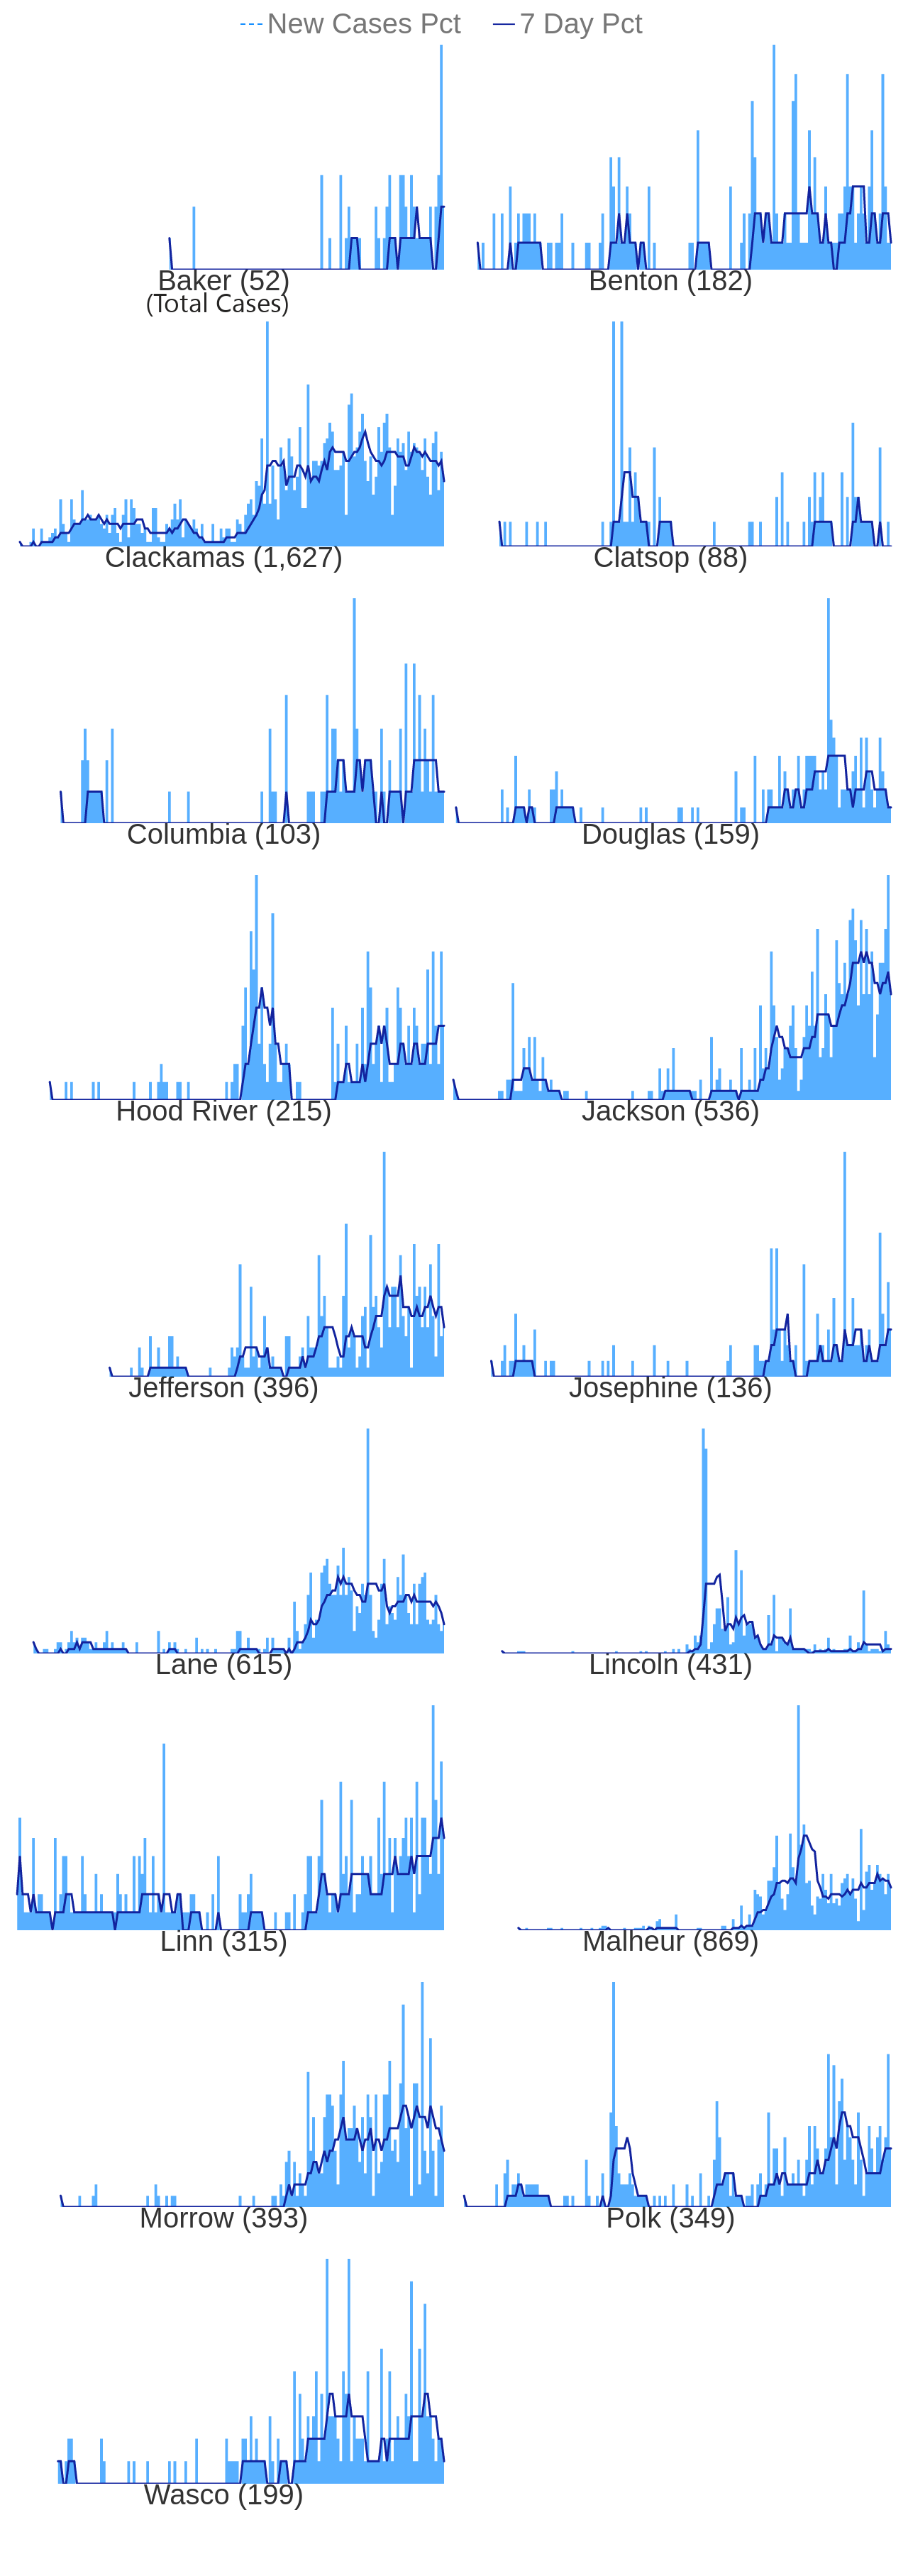 New Cases Pct 7 Day Pct
Baker (52) Benton (182)
(Total Cases)
Clackamas (1,627) Clatsop (88)
Columbia (103) Douglas (159)
Hood River (215) Jackson (536)
Jefferson (396) Josephine (136)
Lane (615) Lincoln (431)
Linn (315) Malheur (869)
Morrow (393) Polk (349)
Wasco (199)